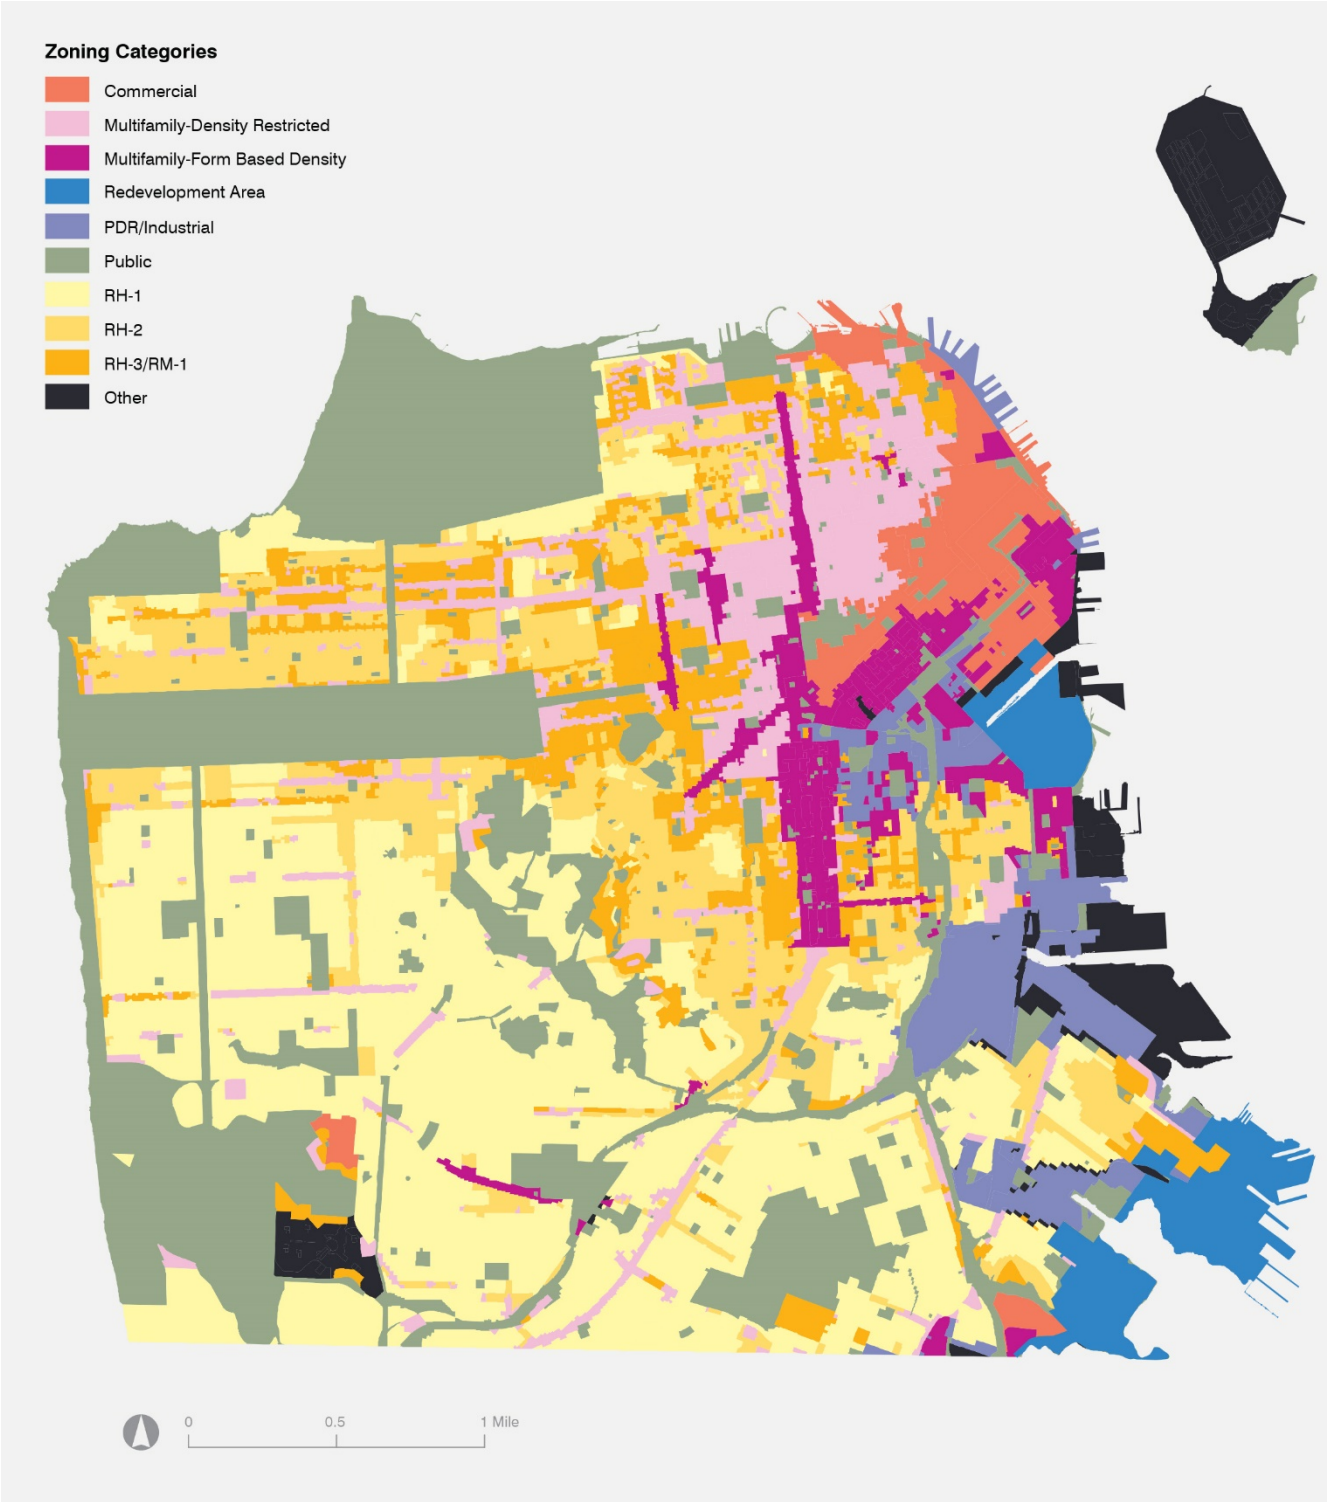 Zoning Categories
Commercial
Multifamily-Density Restricted
Multifamily-Form Based Density
Redevelopment Area
PDR/Industrial
Public
RH-1
RH-2
RH-3/RM-1
Other
0 0.5 1 Mile